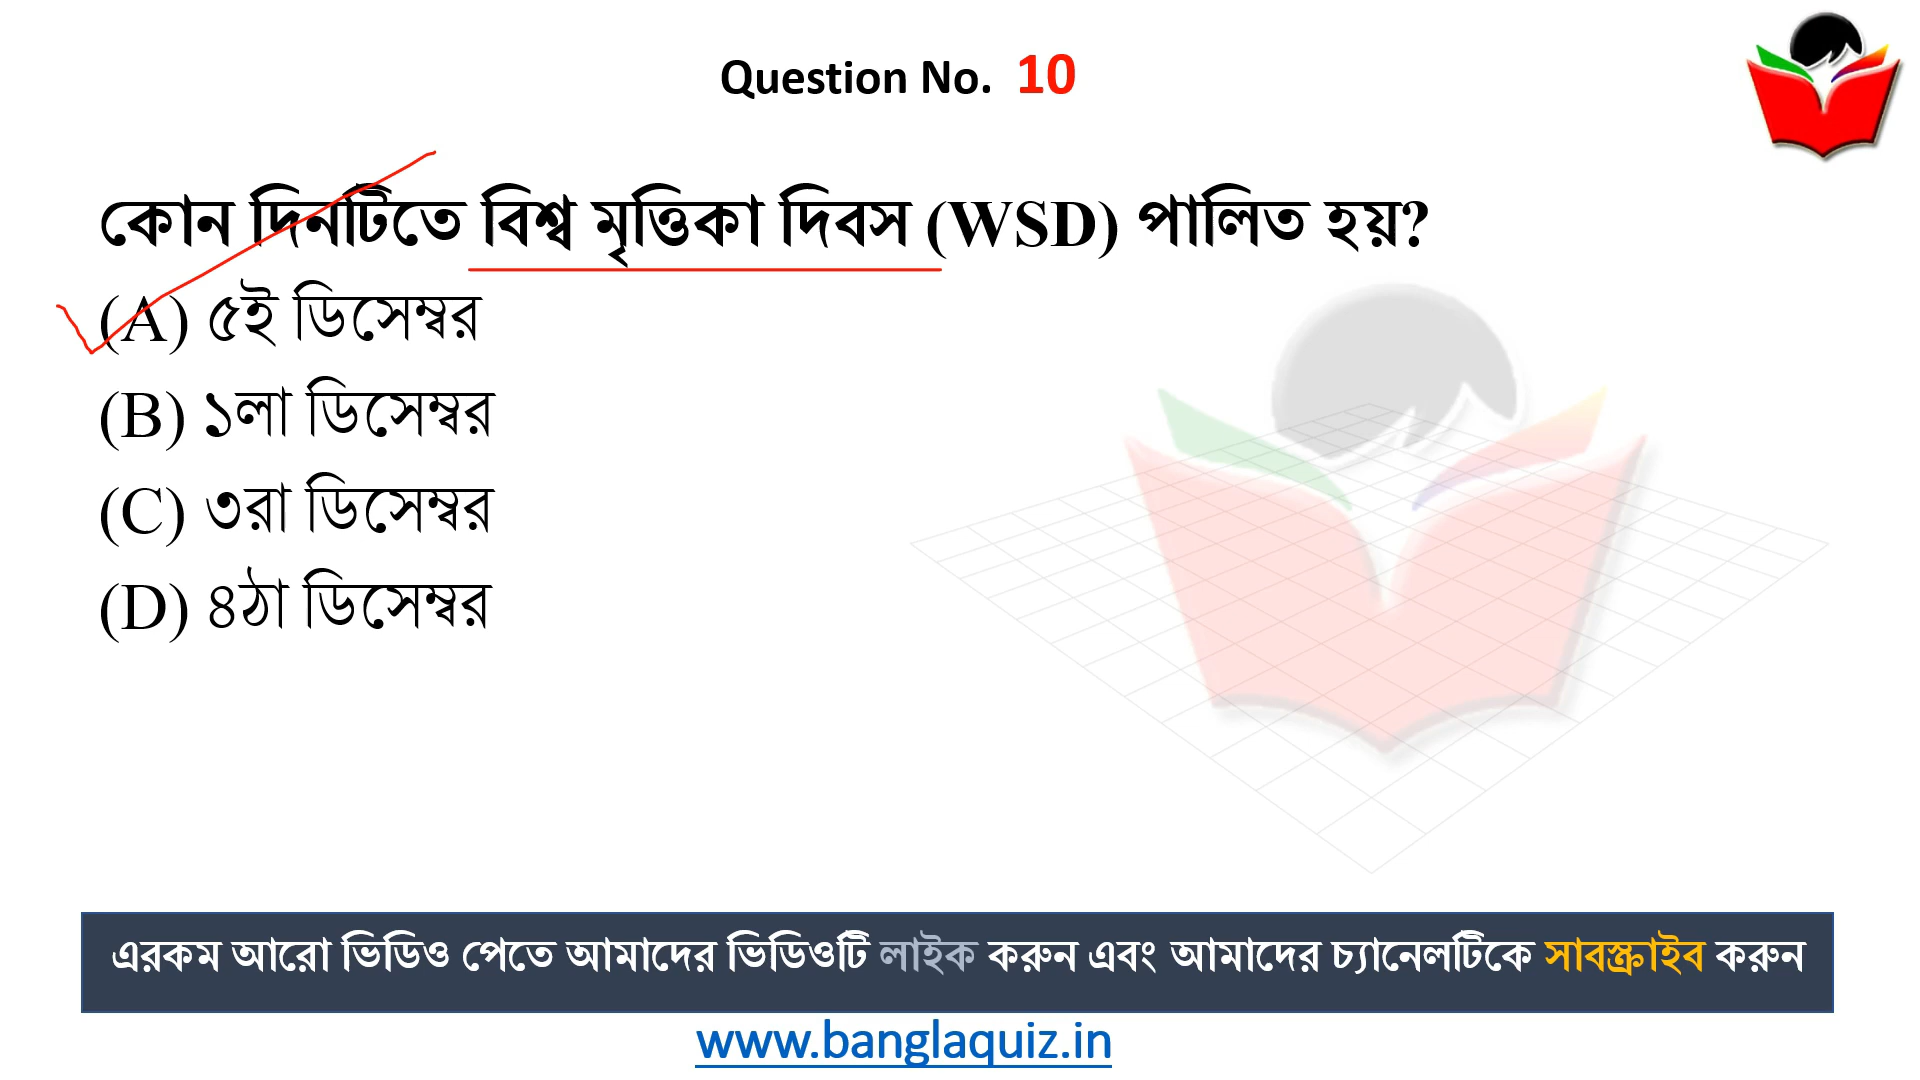 Question No. 10
কোন দিনটিতে বিশ্ব মৃত্তিকা দিবস (WSD) পালিত হয়?
(A) ৫ই ডিসেম্বর
(B) ১লা ডিসেম্বর
(C) ৩রা ডিসেম্বর
(D) ৪ঠা ডিসেম্বর
এরকম আরো ভিডিও পেতে আমাদের ভিডিওটি লাইক করুন এবং আমাদের চ্যানেলটিকে সাবস্ক্রাইব করুন
www.banglaquiz.in